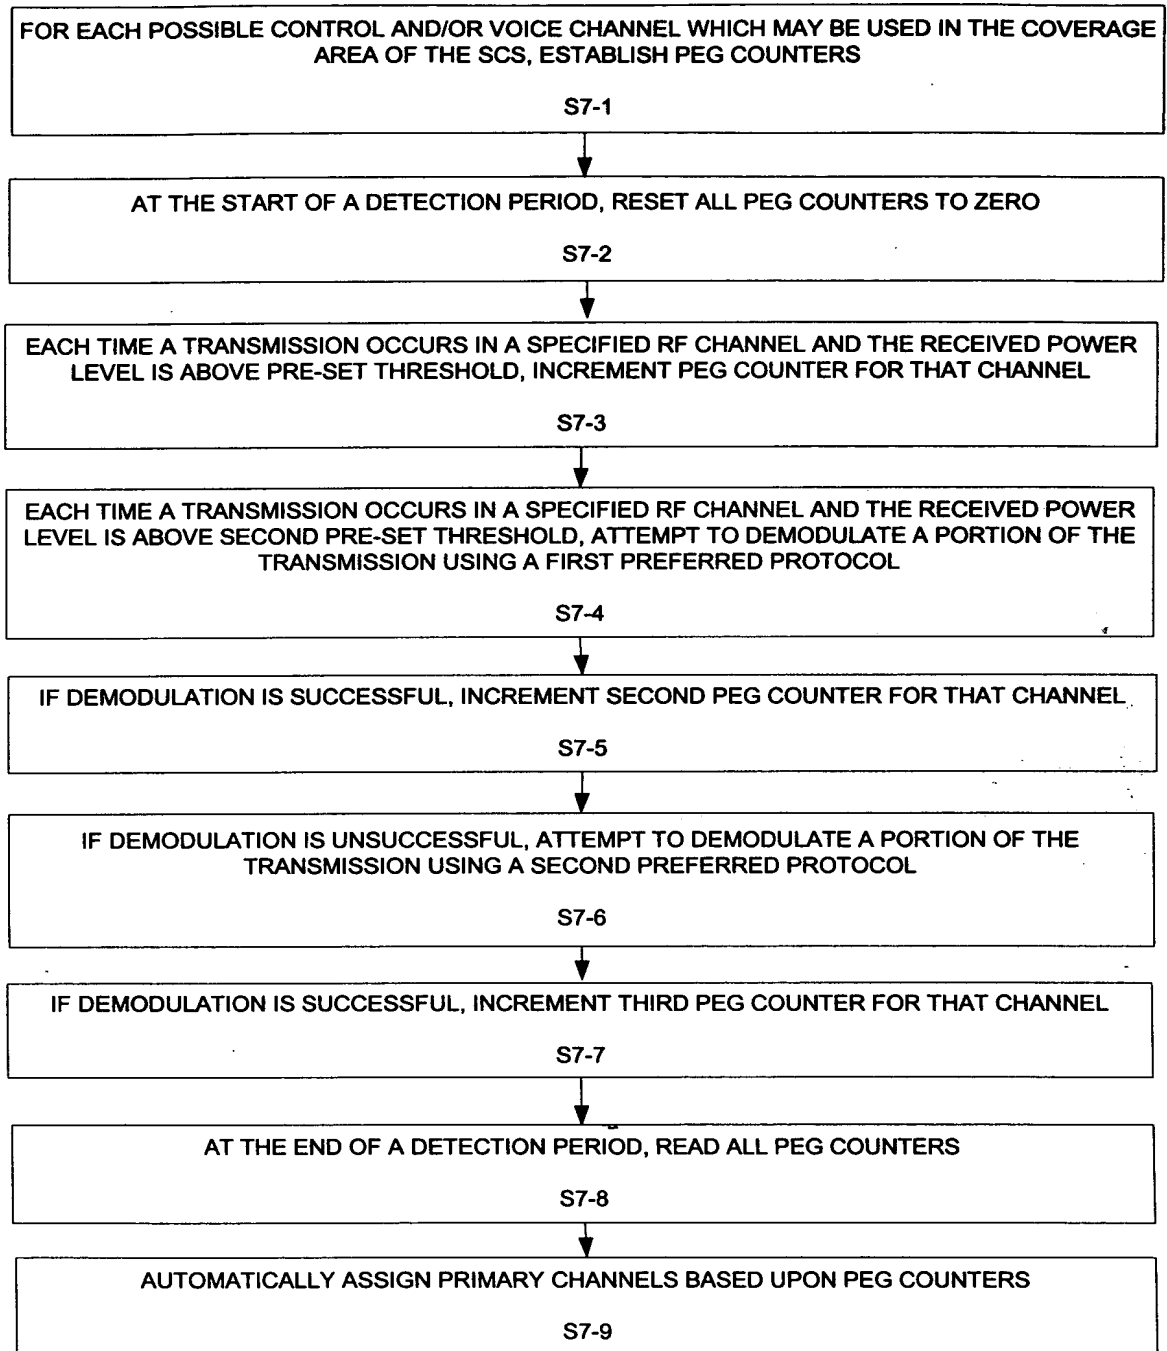 FOR EACH POSSIBLE CONTROL AND/OR VOICE CHANNEL WHICH MAY BE USED IN THE COVERAGE
AREA OF THE SCS, ESTABLISH PEG COUNTERS
S7-1
AT THE START OF A DETECTION PERIOD, RESET ALL PEG COUNTERS TO ZERO
S7-2
EACH TIME A TRANSMISSION OCCURS IN A SPECIFIED RF CHANNEL AND THE RECEIVED POWER
LEVEL IS ABOVE PRE-SET THRESHOLD, INCREMENT PEG COUNTER FOR THAT CHANNEL
S7-3
EACH TIME A TRANSMISSION OCCURS IN A SPECIFIED RF CHANNEL AND THE RECEIVED POWER
LEVEL IS ABOVE SECOND PRE-SET THRESHOLD, ATTEMPT TO DEMODULATE A PORTION OF THE
TRANSMISSION USING A FIRST PREFERRED PROTOCOL
S7-4
IF DEMODULATION IS SUCCESSFUL, INCREMENT SECOND PEG COUNTER FOR THAT CHANNEL
S7-5
IF DEMODULATION IS UNSUCCESSFUL, ATTEMPT TO DEMODULATE A PORTION OF THE
TRANSMISSION USING A SECOND PREFERRED PROTOCOL
S7-6
IF DEMODULATION IS SUCCESSFUL, INCREMENT THIRD PEG COUNTER FOR THAT CHANNEL
S7-7
AT THE END OF A DETECTION PERIOD, READ ALL PEG COUNTERS
S7-8
AUTOMATICALLY ASSIGN PRIMARY CHANNELS BASED UPON PEG COUNTERS
S7-9